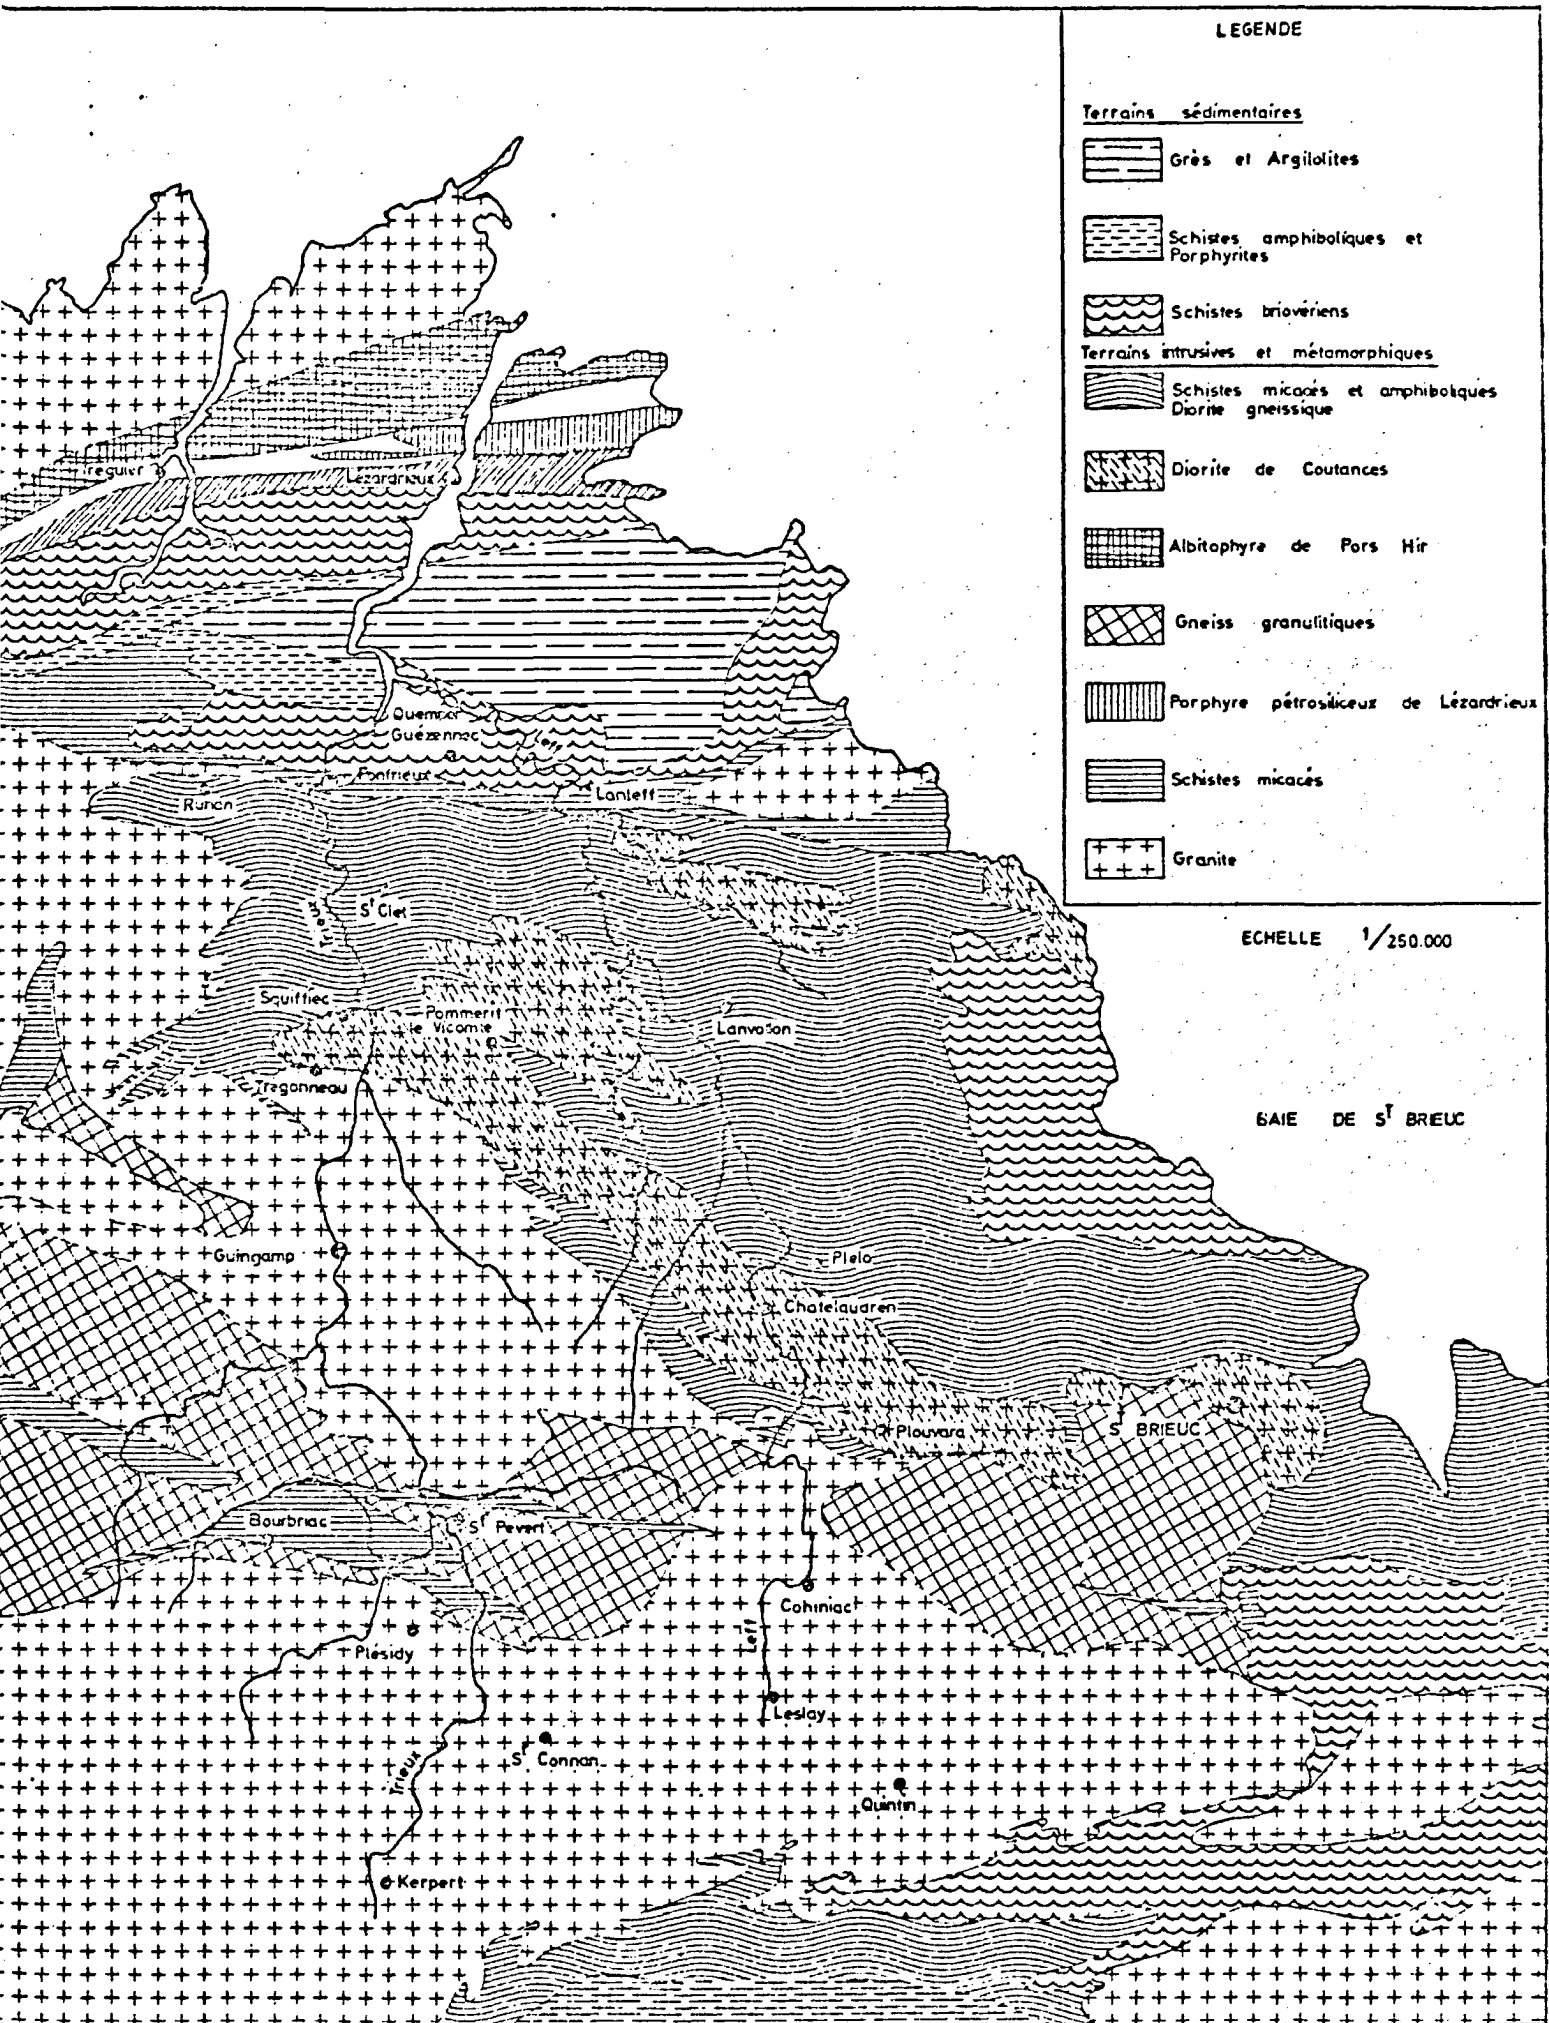 LEGENDE
Terrains sédimentaires
Grès et Argilolites
Schistes amphiboliques et
Porphyrites
Schistes briovériens
Terrains intrusives et métamorphiques
Schistes micacés et amphiboliques
Diorite gneissique
Diorite de Coutances
Albitophyre de Pors Hir
Gneiss granulitiques
Porphyre pétrosiliceux de Lézardrieux
Schistes micacés
Granite
ECHELLE 1/250.000
BAIE DE ST BRIEUC
Tréguier
Lézardrieux
Quemper
Guézennec
Leff
Pontrieux
Runan
Lanleff
St Clet
Trieux
Squiffiec
Pommerit
le Vicomte
Lanvollon
Trégonneau
Guingamp
Plelo
Chatelaudren
Plouvara
ST BRIEUC
Bourbriac
St Pever
Cohiniac
Leff
Plésidy
Leslay
St Connan
Trieux
Quintin
Kerpert